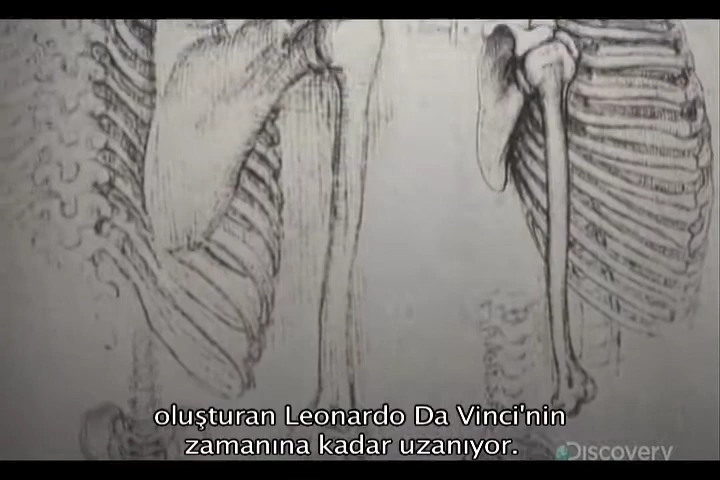 oluşturan Leonardo Da Vinci'nin
zamanına kadar uzanıyor.
Discovery